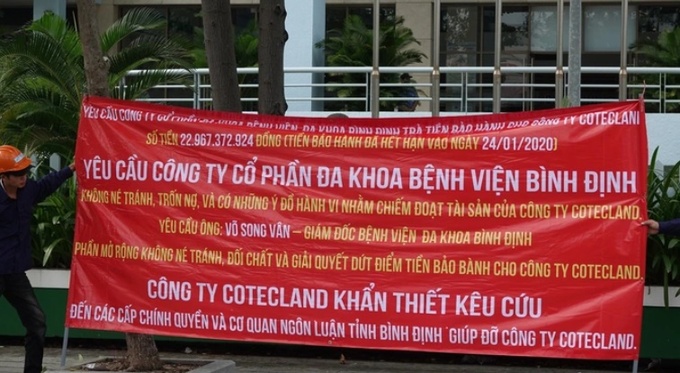 YÊU CẦU CÔNG TY CỔ PHẦN ĐA KHOA BỆNH VIỆN ĐA KHOA BÌNH ĐỊNH TRẢ TIỀN BẢO HÀNH CHO CÔNG TY COTECLAND
SỐ TIỀN 22.967.372.924 ĐỒNG (TIỀN BẢO HÀNH ĐÃ HẾT HẠN VÀO NGÀY 24/01/2020)
YÊU CẦU CÔNG TY CỔ PHẦN ĐA KHOA BỆNH VIỆN BÌNH ĐỊNH
KHÔNG NÉ TRÁNH, TRỐN NỢ, VÀ CÓ NHỮNG Ý ĐỒ HÀNH VI NHẰM CHIẾM ĐOẠT TÀI SẢN CỦA CÔNG TY COTECLAND.
YÊU CẦU ÔNG: VÕ SONG VÂN – GIÁM ĐỐC BỆNH VIỆN ĐA KHOA BÌNH ĐỊNH
PHẦN MỞ RỘNG KHÔNG NÉ TRÁNH, ĐỐI CHẤT VÀ GIẢI QUYẾT DỨT ĐIỂM TIỀN BẢO BÀNH CHO CÔNG TY COTECLAND.
CÔNG TY COTECLAND KHẨN THIẾT KÊU CỨU
ĐẾN CÁC CẤP CHÍNH QUYỀN VÀ CƠ QUAN NGÔN LUẬN TỈNH BÌNH ĐỊNH GIÚP ĐỠ CÔNG TY COTECLAND.